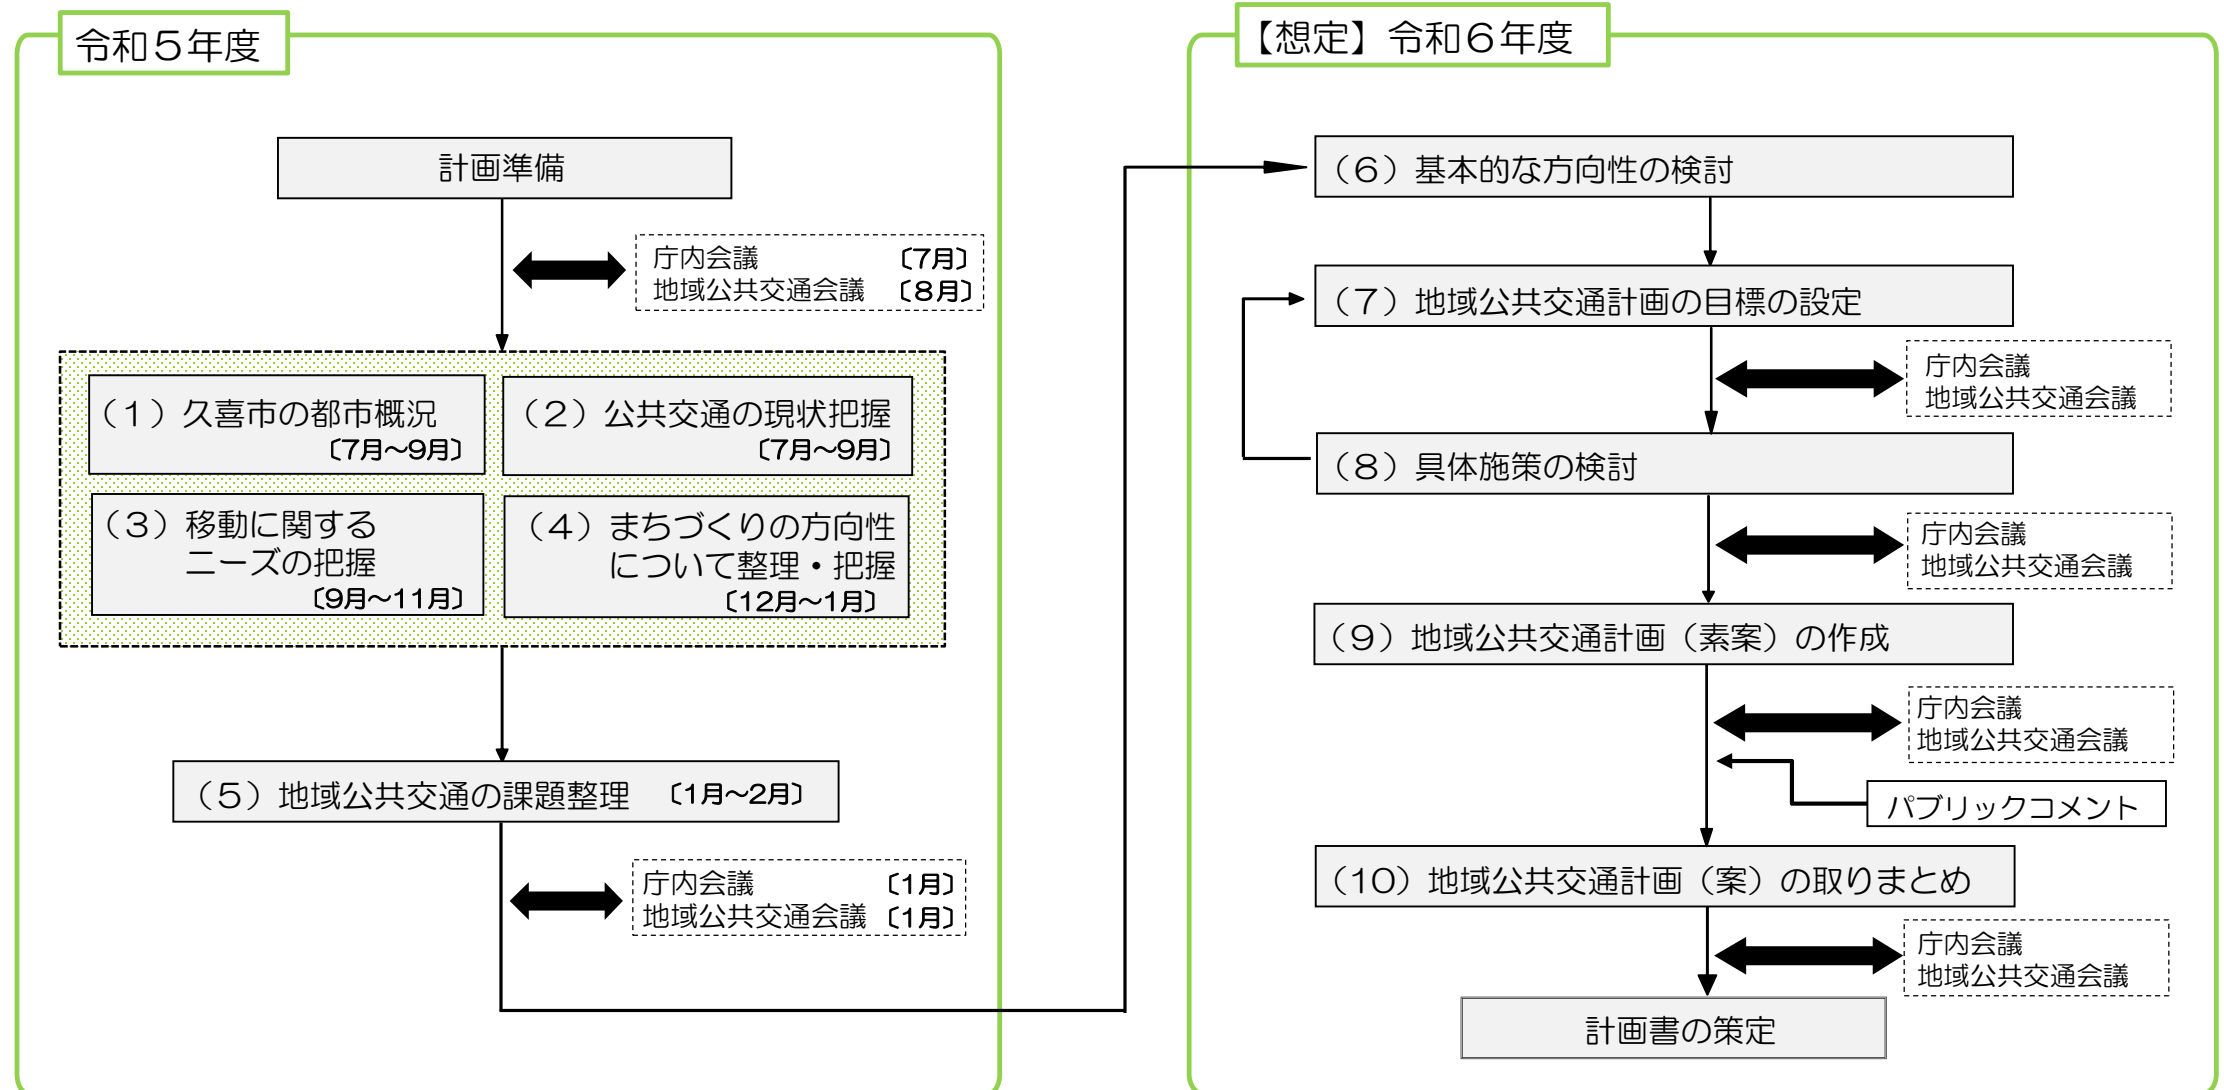 令和５年度
計画準備
庁内会議 〔7月〕
地域公共交通会議 〔8月〕
（１）久喜市の都市概況
〔7月～9月〕
（２）公共交通の現状把握
〔7月～9月〕
（３）移動に関する
ニーズの把握
〔9月～11月〕
（４）まちづくりの方向性
について整理・把握
〔12月～1月〕
（５）地域公共交通の課題整理 〔1月～2月〕
庁内会議 〔1月〕
地域公共交通会議 〔1月〕
【想定】令和６年度
（６）基本的な方向性の検討
（７）地域公共交通計画の目標の設定
庁内会議
地域公共交通会議
（８）具体施策の検討
庁内会議
地域公共交通会議
（９）地域公共交通計画（素案）の作成
庁内会議
地域公共交通会議
パブリックコメント
（10）地域公共交通計画（案）の取りまとめ
庁内会議
地域公共交通会議
計画書の策定